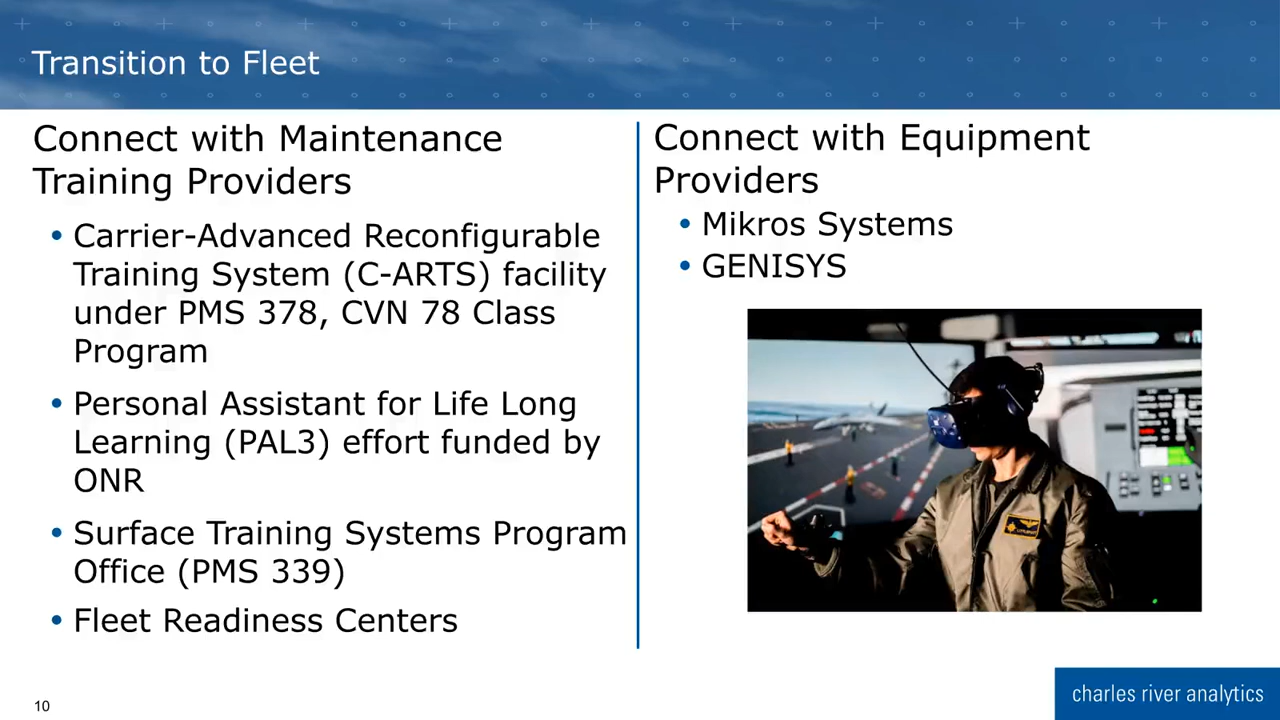 Transition to Fleet
Connect with Maintenance
Training Providers
• Carrier-Advanced Reconfigurable
Training System (C-ARTS) facility
under PMS 378, CVN 78 Class
Program
• Personal Assistant for Life Long
Learning (PAL3) effort funded by
ONR
• Surface Training Systems Program
Office (PMS 339)
• Fleet Readiness Centers
Connect with Equipment
Providers
• Mikros Systems
• GENISYS
10
charles river analytics